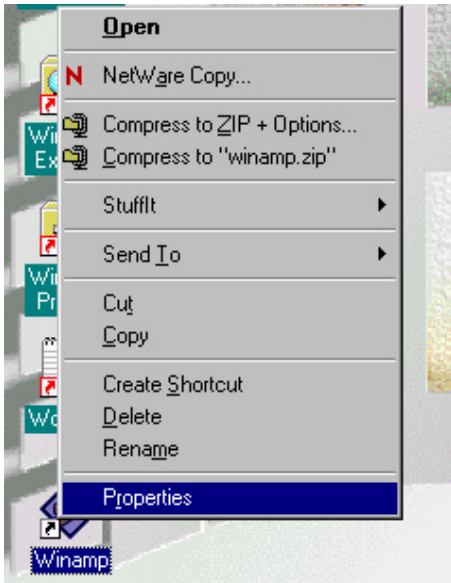 Open
N
NetWare Copy...
Compress to ZIP + Options...
Compress to "winamp.zip"
StuffIt
Send To
Cut
Copy
Create Shortcut
Delete
Rename
Properties
Winamp